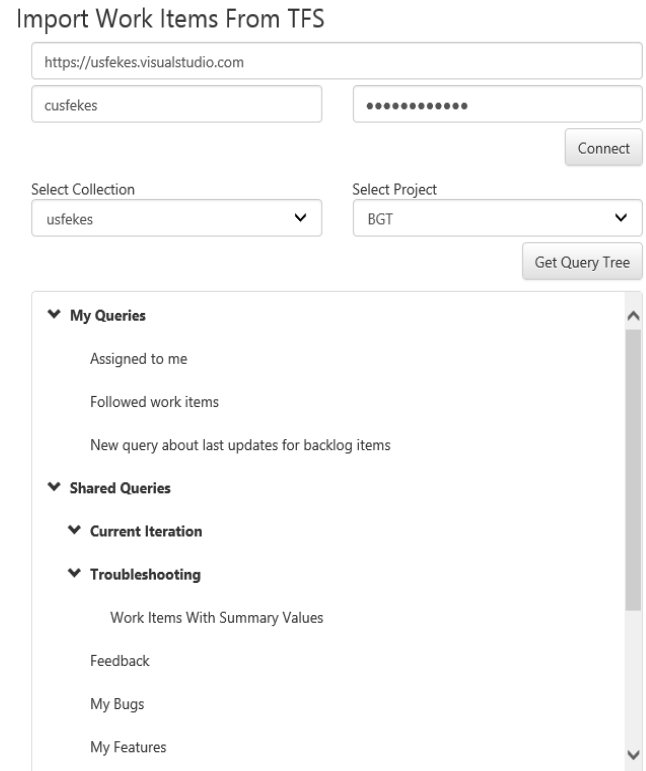 Import Work Items From TFS
https://usfekes.visualstudio.com
cusfekes ●●●●●●●●●●●●
Connect
Select Collection Select Project
usfekes BGT
Get Query Tree
My Queries
Assigned to me
Followed work items
New query about last updates for backlog items
Shared Queries
Current Iteration
Troubleshooting
Work Items With Summary Values
Feedback
My Bugs
My Features